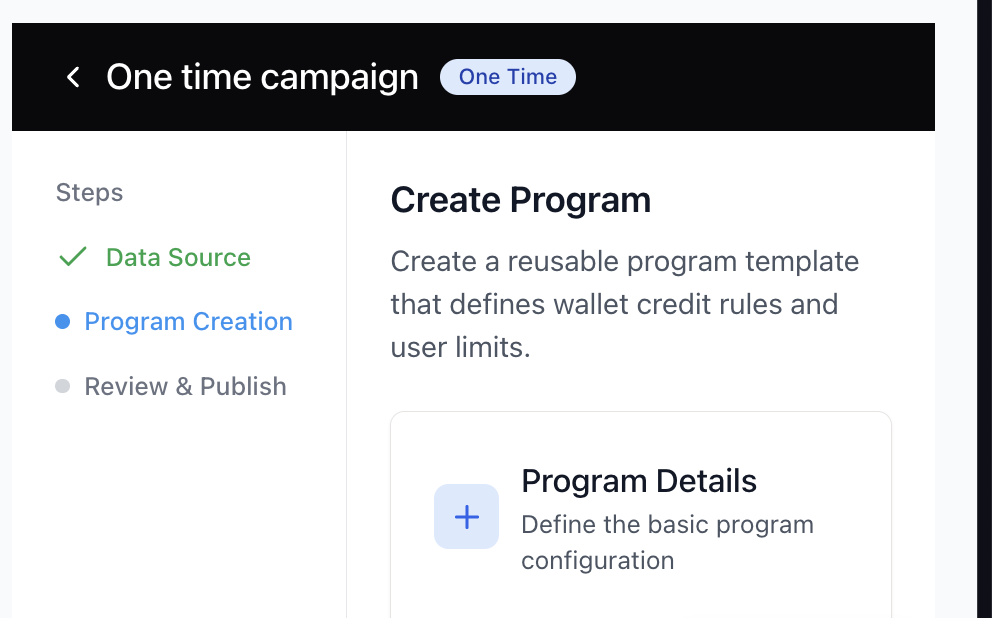 One time campaign One Time
Steps
Data Source
Program Creation
Review & Publish
Create Program
Create a reusable program template
that defines wallet credit rules and
user limits.
Program Details
Define the basic program
configuration